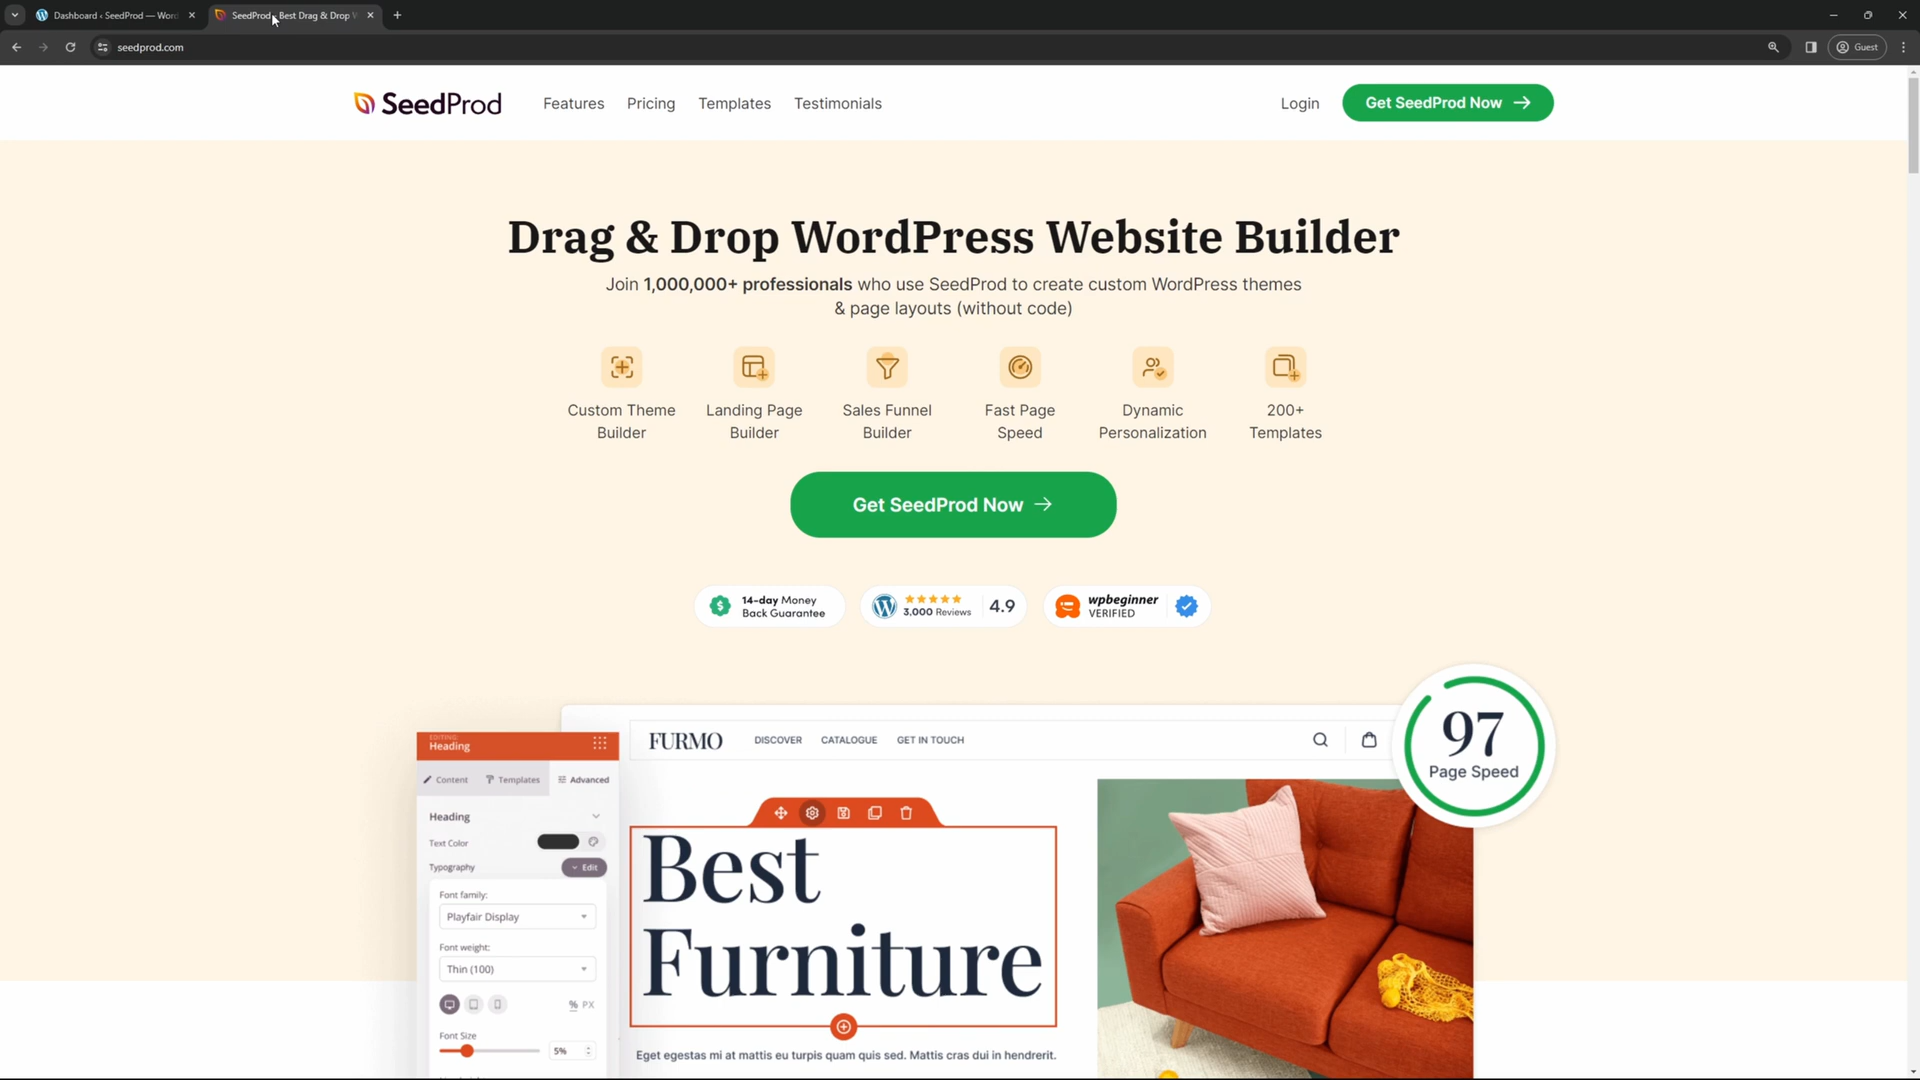 Dashboard ‹ SeedProd — Wor
SeedProd - Best Drag & Drop W
seedprod.com
Guest
SeedProd
Features
Pricing
Templates
Testimonials
Login
Get SeedProd Now
Drag & Drop WordPress Website Builder
Join 1,000,000+ professionals who use SeedProd to create custom WordPress themes
& page layouts (without code)
Custom Theme
Builder
Landing Page
Builder
Sales Funnel
Builder
Fast Page
Speed
Dynamic
Personalization
200+
Templates
Get SeedProd Now
14-day Money
Back Guarantee
3,000 Reviews
4.9
wpbeginner
VERIFIED
97
Page Speed
EDITING:
Heading
Content
Templates
Advanced
Heading
Text Color
Typography
Edit
Font family:
Playfair Display
Font weight:
Thin (100)
% PX
Font Size
5%
FURMO
DISCOVER
CATALOGUE
GET IN TOUCH
Best
Furniture
Eget egestas mi at mattis eu turpis quam quis sed. Mattis cras dui in hendrerit.